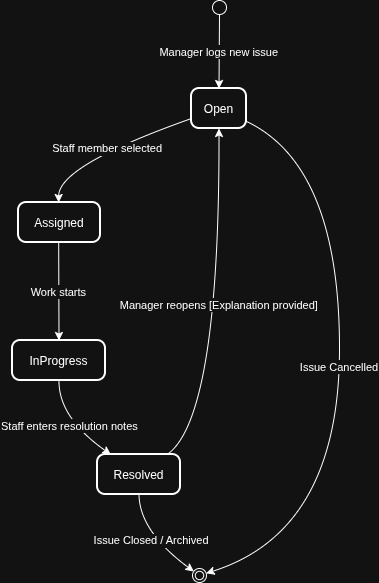 Manager logs new issue
Open
Staff member selected
Assigned
Work starts
Manager reopens [Explanation provided]
InProgress
Issue Cancelled
Staff enters resolution notes
Resolved
Issue Closed / Archived